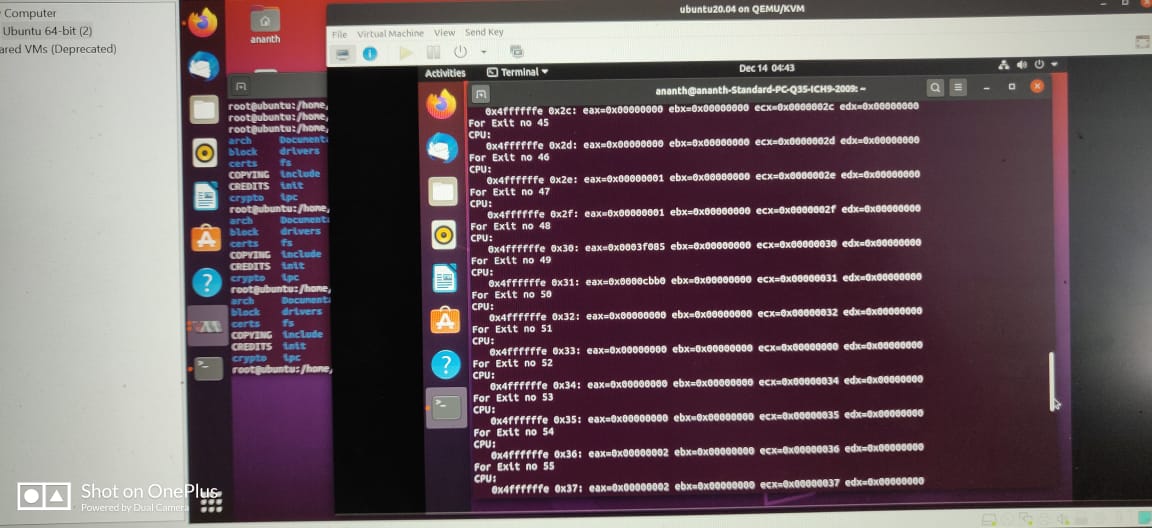 Computer
Ubuntu 64-bit (2)
ared VMs (Deprecated)
ananth
root@ubuntu:/home,
root@ubuntu:/home,
root@ubuntu:/home,
arch Document
block drivers
certs fs
COPYING include
CREDITS init
crypto ipc
root@ubuntu:/home,
arch Document
block drivers
certs fs
COPYING include
CREDITS init
crypto ipc
root@ubuntu:/home,
arch Document
block drivers
certs fs
COPYING include
CREDITS init
crypto ipc
root@ubuntu:/home,
ubuntu20.04 on QEMU/KVM
File Virtual Machine View Send Key
Activities Terminal Dec 14 04:43
ananth@ananth-Standard-PC-Q35-ICH9-2009: ~
0x4ffffffe 0x2c: eax=0x00000000 ebx=0x00000000 ecx=0x0000002c edx=0x00000000
For Exit no 45
CPU:
0x4ffffffe 0x2d: eax=0x00000000 ebx=0x00000000 ecx=0x0000002d edx=0x00000000
For Exit no 46
CPU:
0x4ffffffe 0x2e: eax=0x00000001 ebx=0x00000000 ecx=0x0000002e edx=0x00000000
For Exit no 47
CPU:
0x4ffffffe 0x2f: eax=0x00000001 ebx=0x00000000 ecx=0x0000002f edx=0x00000000
For Exit no 48
CPU:
0x4ffffffe 0x30: eax=0x0003f085 ebx=0x00000000 ecx=0x00000030 edx=0x00000000
For Exit no 49
CPU:
0x4ffffffe 0x31: eax=0x0000cbb0 ebx=0x00000000 ecx=0x00000031 edx=0x00000000
For Exit no 50
CPU:
0x4ffffffe 0x32: eax=0x00000000 ebx=0x00000000 ecx=0x00000032 edx=0x00000000
For Exit no 51
CPU:
0x4ffffffe 0x33: eax=0x00000000 ebx=0x00000000 ecx=0x00000033 edx=0x00000000
For Exit no 52
CPU:
0x4ffffffe 0x34: eax=0x00000000 ebx=0x00000000 ecx=0x00000034 edx=0x00000000
For Exit no 53
CPU:
0x4ffffffe 0x35: eax=0x00000000 ebx=0x00000000 ecx=0x00000035 edx=0x00000000
For Exit no 54
CPU:
0x4ffffffe 0x36: eax=0x00000002 ebx=0x00000000 ecx=0x00000036 edx=0x00000000
For Exit no 55
CPU:
0x4ffffffe 0x37: eax=0x00000002 ebx=0x00000000 ecx=0x00000037 edx=0x00000000
Shot on OnePlus
Powered by Dual Camera